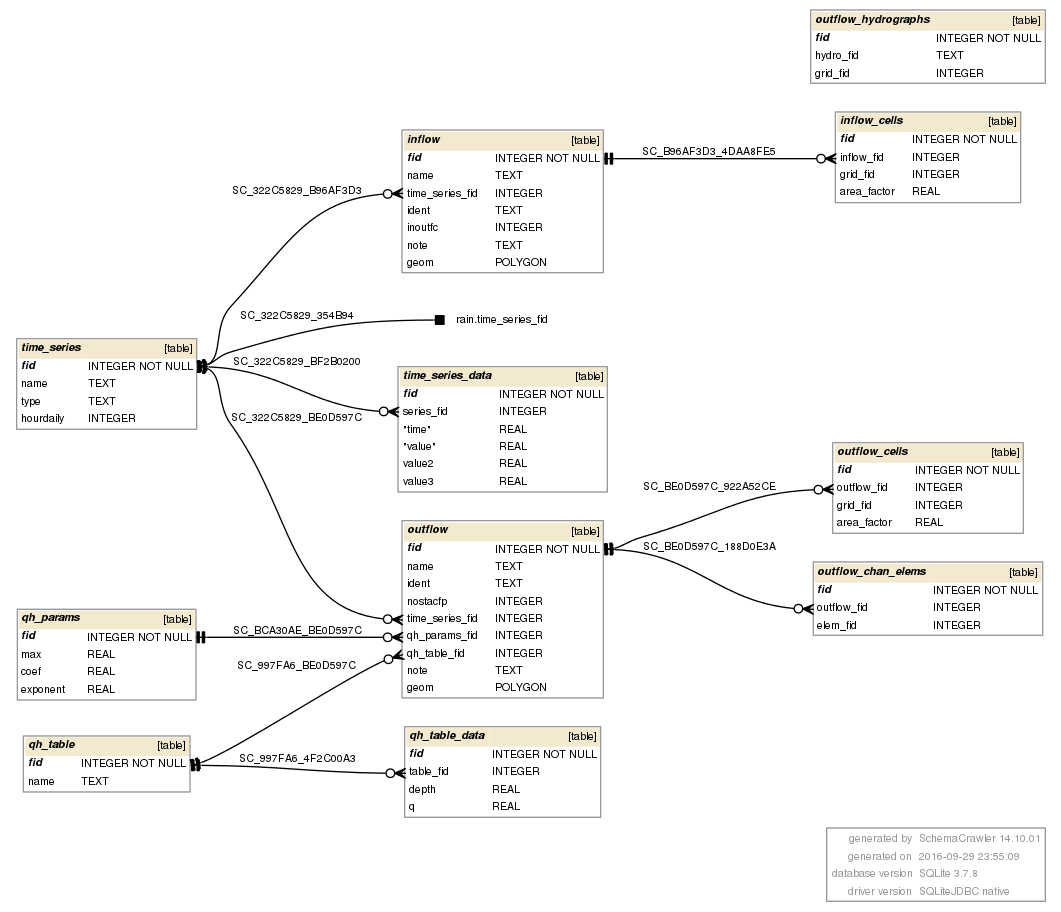 outflow_hydrographs [table]
fid INTEGER NOT NULL
hydro_fid TEXT
grid_fid INTEGER
inflow_cells [table]
fid INTEGER NOT NULL
inflow_fid INTEGER
grid_fid INTEGER
area_factor REAL
inflow [table]
fid INTEGER NOT NULL
name TEXT
time_series_fid INTEGER
ident TEXT
inoutfc INTEGER
note TEXT
geom POLYGON
SC_B96AF3D3_4DAA8FE5
SC_322C5829_B96AF3D3
SC_322C5829_354B94
rain.time_series_fid
SC_322C5829_BF2B0200
SC_322C5829_BE0D597C
time_series [table]
fid INTEGER NOT NULL
name TEXT
type TEXT
hourdaily INTEGER
time_series_data [table]
fid INTEGER NOT NULL
series_fid INTEGER
"time" REAL
"value" REAL
value2 REAL
value3 REAL
outflow_cells [table]
fid INTEGER NOT NULL
outflow_fid INTEGER
grid_fid INTEGER
area_factor REAL
SC_BE0D597C_922A52CE
SC_BE0D597C_188D0E3A
outflow [table]
fid INTEGER NOT NULL
name TEXT
ident TEXT
nostacfp INTEGER
time_series_fid INTEGER
qh_params_fid INTEGER
qh_table_fid INTEGER
note TEXT
geom POLYGON
outflow_chan_elems [table]
fid INTEGER NOT NULL
outflow_fid INTEGER
elem_fid INTEGER
qh_params [table]
fid INTEGER NOT NULL
max REAL
coef REAL
exponent REAL
SC_BCA30AE_BE0D597C
SC_997FA6_BE0D597C
SC_997FA6_4F2C00A3
qh_table [table]
fid INTEGER NOT NULL
name TEXT
qh_table_data [table]
fid INTEGER NOT NULL
table_fid INTEGER
depth REAL
q REAL
generated by SchemaCrawler 14.10.01
generated on 2016-09-29 23:55:09
database version SQLite 3.7.8
driver version SQLiteJDBC native